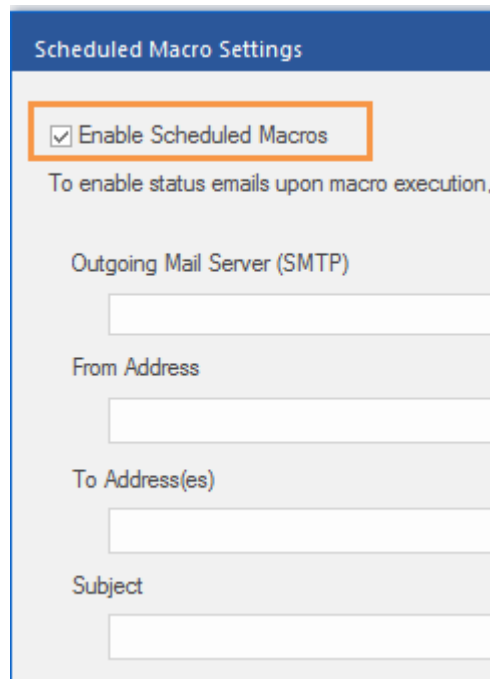 Scheduled Macro Settings
Enable Scheduled Macros
To enable status emails upon macro execution,
Outgoing Mail Server (SMTP)
From Address
To Address(es)
Subject